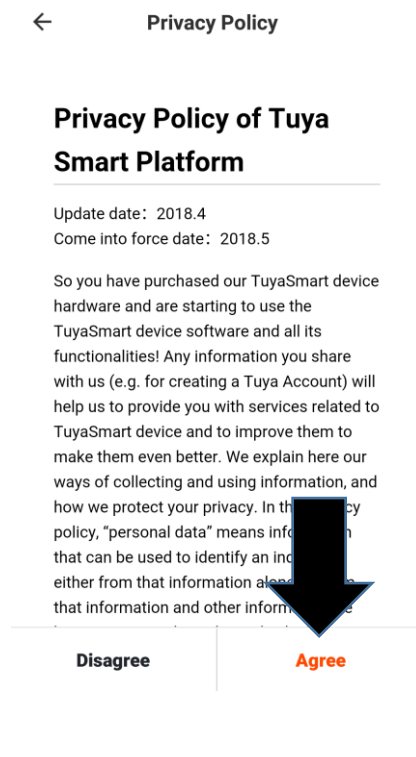 Privacy Policy
Privacy Policy of Tuya
Smart Platform
Update date：2018.4
Come into force date：2018.5
So you have purchased our TuyaSmart device
hardware and are starting to use the
TuyaSmart device software and all its
functionalities! Any information you share
with us (e.g. for creating a Tuya Account) will
help us to provide you with services related to
TuyaSmart device and to improve them to
make them even better. We explain here our
ways of collecting and using information, and
how we protect your privacy. In
policy, “personal data” means
that can be used to identify an
either from that information
that information and other
Disagree
Agree